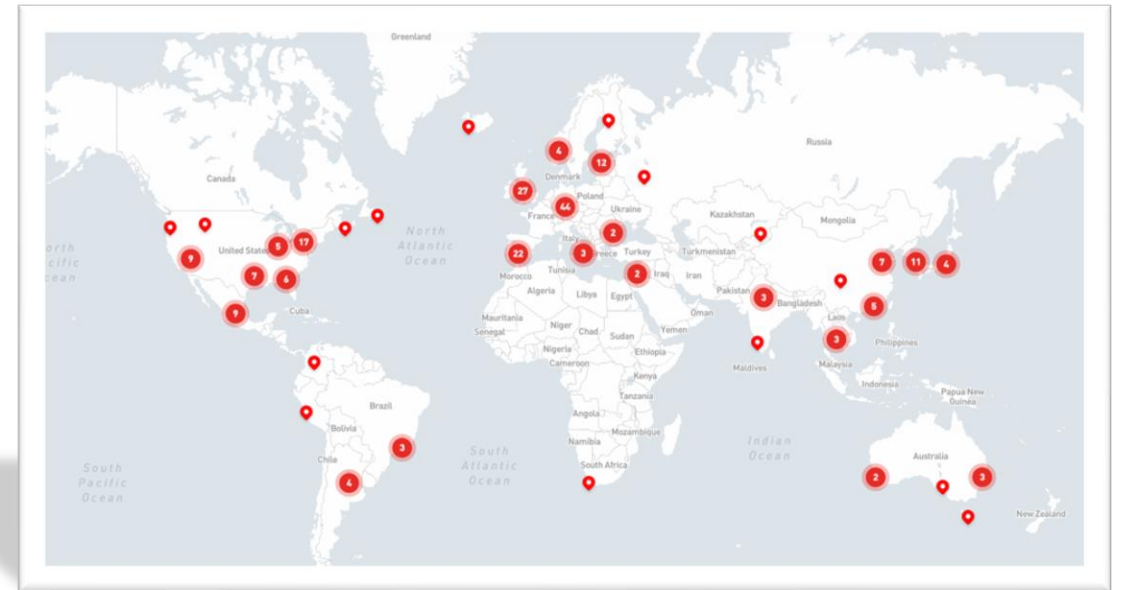 Greenland
Russia
Canada
4
12
Denmark
27
Poland
44
Ukraine
France
Kazakhstan
Mongolia
North
Atlantic
Ocean
orth
cific
cean
United State
5
17
9
7
6
9
Cuba
22
Italy
3
2
reece
Turkey
Turkmenistan
2
Iraq
Iran
7
11
4
Morocco
Tunisia
Algeria
Libya
Egypt
Pakistan
3
Bangladesh
5
Oman
Laos
3
Mauritania
Senegal
Niger
Chad
Sudan
Yemen
Philippines
Nigeria
Cameroon
Ethiopia
Maldives
Malaysia
Kenya
Indonesia
Papua New
Guinea
Tanzania
Brazil
Angola
Bolivia
Namibia
Mozambique
3
Chile
South
Atlantic
Ocean
Indian
Ocean
Australia
South
Pacific
Ocean
South Africa
4
2
3
New Zealand